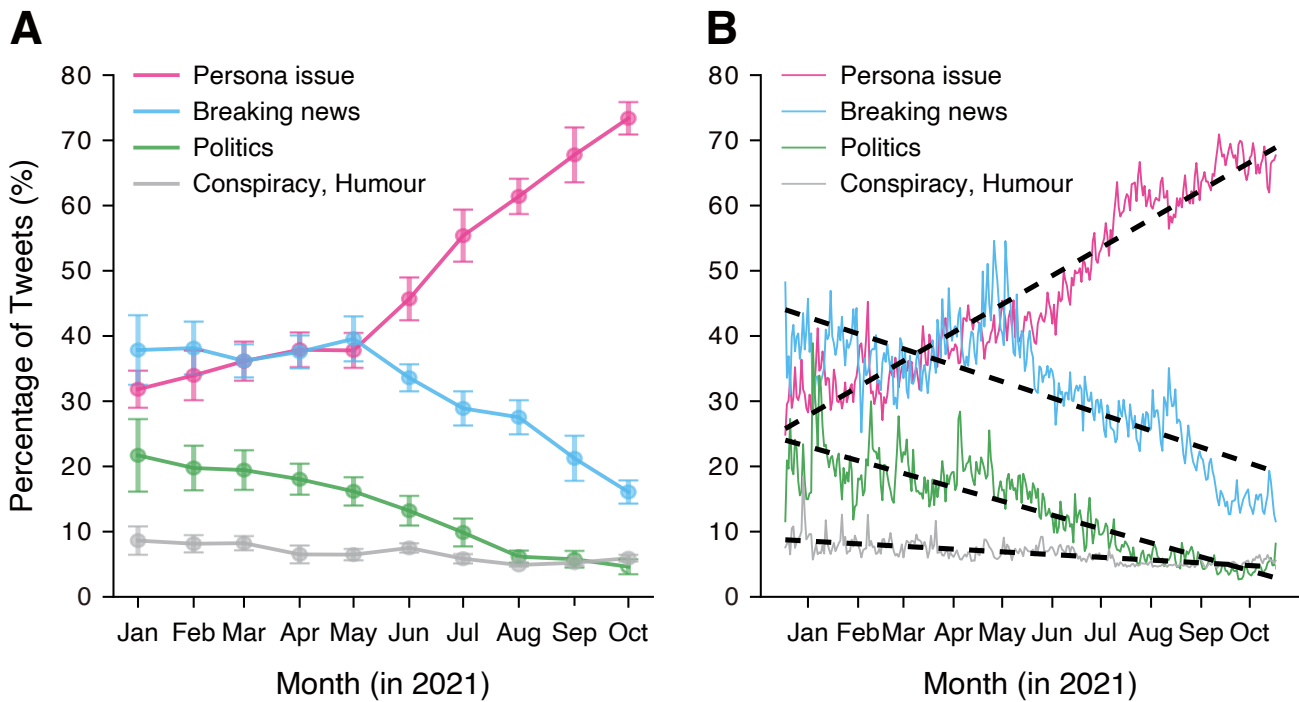 A
Percentage of Tweets (%)
80
70
60
50
40
30
20
10
0
Persona issue
Breaking news
Politics
Conspiracy, Humour
Jan Feb Mar Apr May Jun Jul Aug Sep Oct
Month (in 2021)
B
80
70
60
50
40
30
20
10
0
Persona issue
Breaking news
Politics
Conspiracy, Humour
Jan Feb Mar Apr May Jun Jul Aug Sep Oct
Month (in 2021)